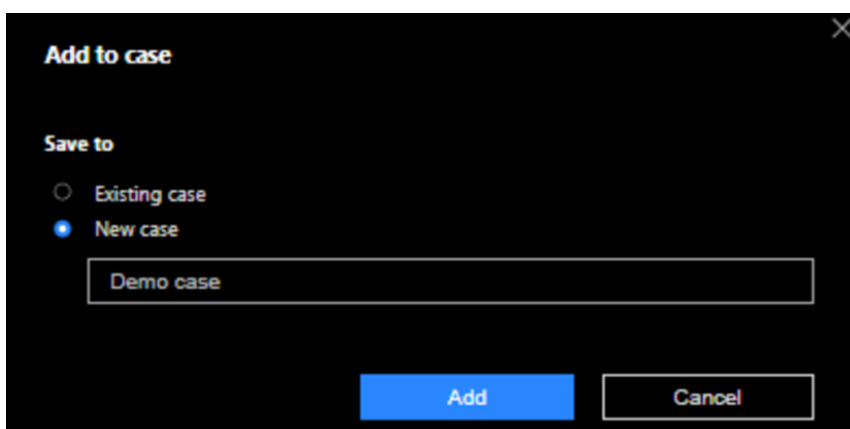 Add to case
Save to
Existing case
New case
Demo case
Add Cancel